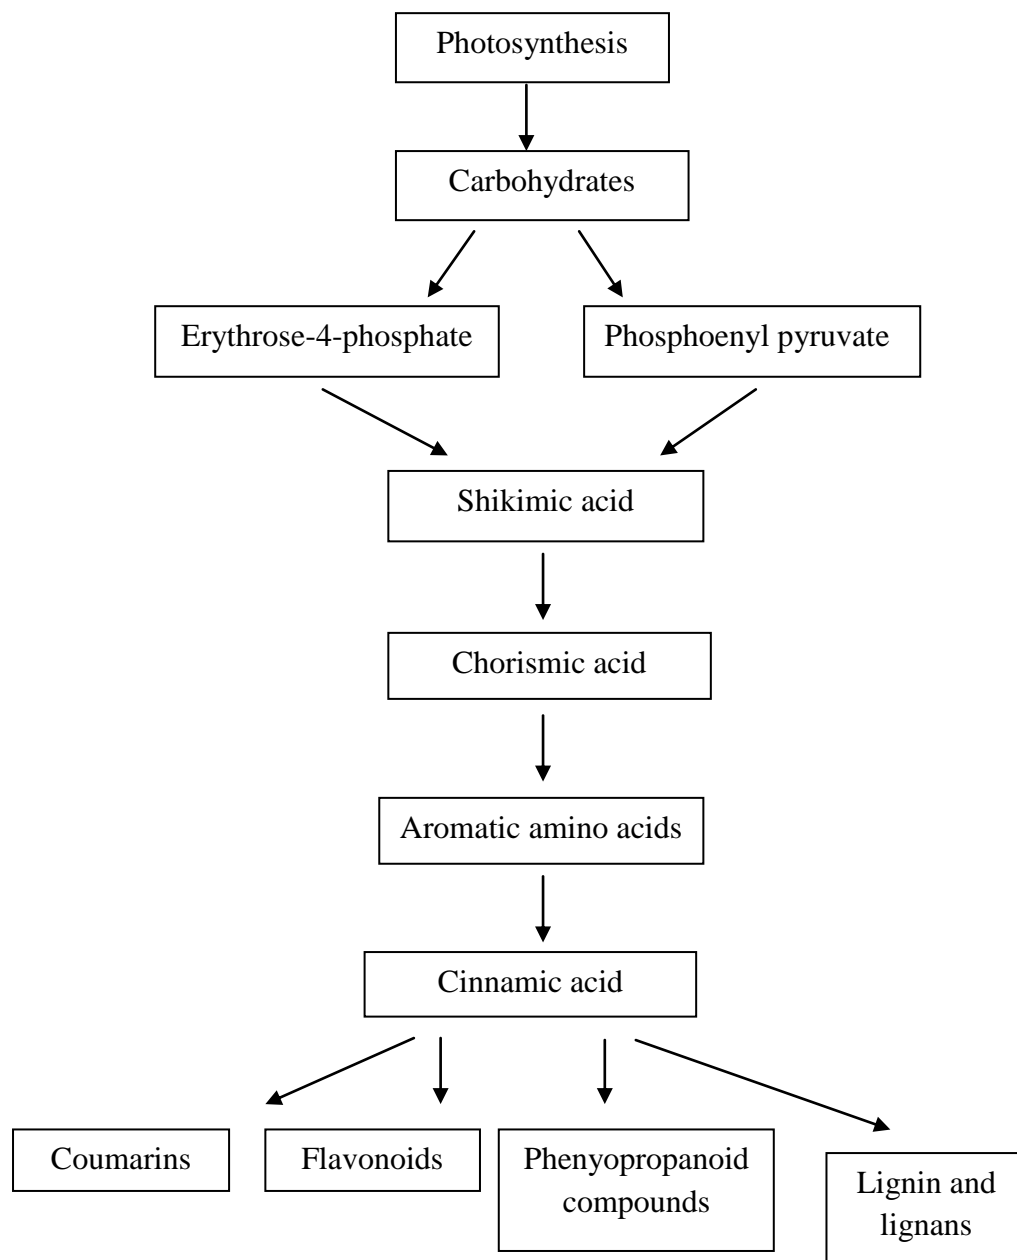 Photosynthesis
Carbohydrates
Erythrose-4-phosphate
Phosphoenyl pyruvate
Shikimic acid
Chorismic acid
Aromatic amino acids
Cinnamic acid
Coumarins
Flavonoids
Phenyopropanoid
compounds
Lignin and
lignans